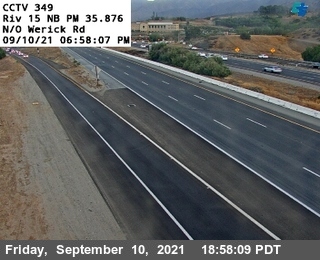 CCTV 349
Riv 15 NB PM 35.876
N/O Werick Rd
09/10/21 06:58:07 PM
Friday, September 10, 2021 18:58:09 PDT